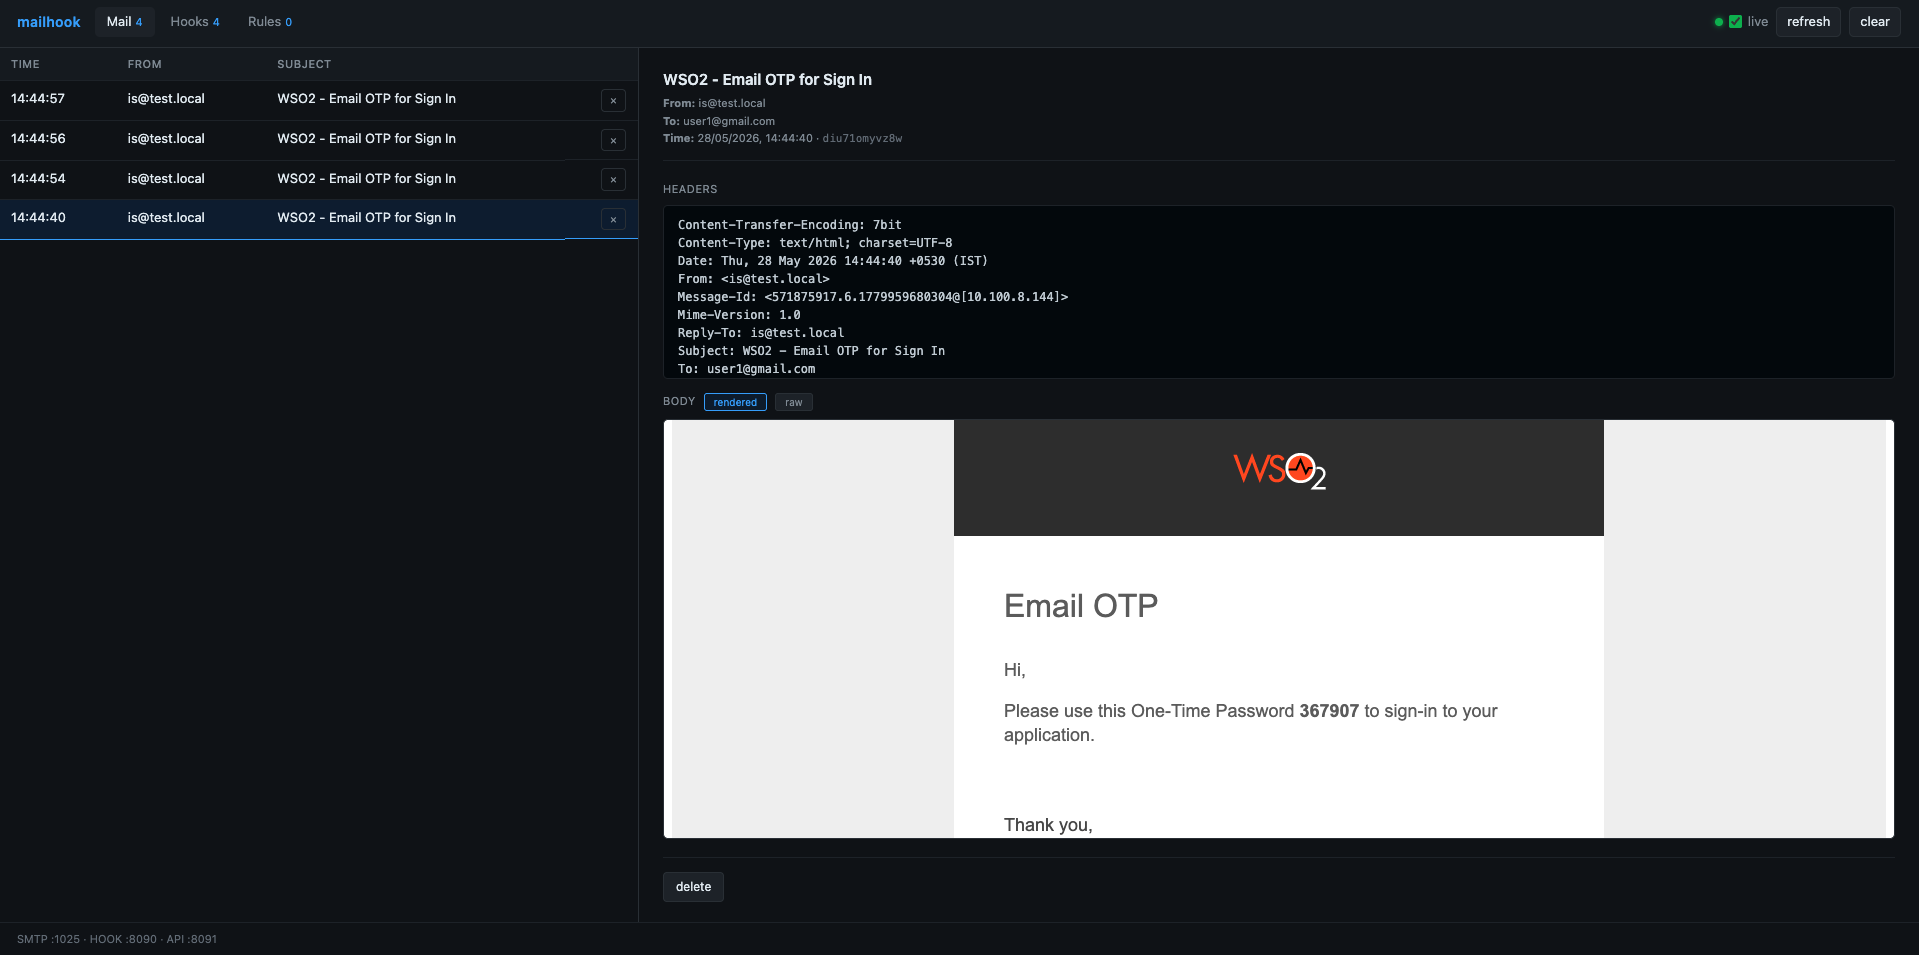 mailhook Mail 4 Hooks 4 Rules 0 live refresh clear
TIME FROM SUBJECT
14:44:57 is@test.local WSO2 - Email OTP for Sign In ×
14:44:56 is@test.local WSO2 - Email OTP for Sign In ×
14:44:54 is@test.local WSO2 - Email OTP for Sign In ×
14:44:40 is@test.local WSO2 - Email OTP for Sign In ×
WSO2 - Email OTP for Sign In
From: is@test.local
To: user1@gmail.com
Time: 28/05/2026, 14:44:40 · diu71omyvz8w
HEADERS
Content-Transfer-Encoding: 7bit
Content-Type: text/html; charset=UTF-8
Date: Thu, 28 May 2026 14:44:40 +0530 (IST)
From: <is@test.local>
Message-Id: <571875917.6.1779959680304@[10.100.8.144]>
Mime-Version: 1.0
Reply-To: is@test.local
Subject: WSO2 - Email OTP for Sign In
To: user1@gmail.com
BODY rendered raw
WSO2
Email OTP
Hi,
Please use this One-Time Password 367907 to sign-in to your
application.
Thank you,
delete
SMTP :1025 · HOOK :8090 · API :8091